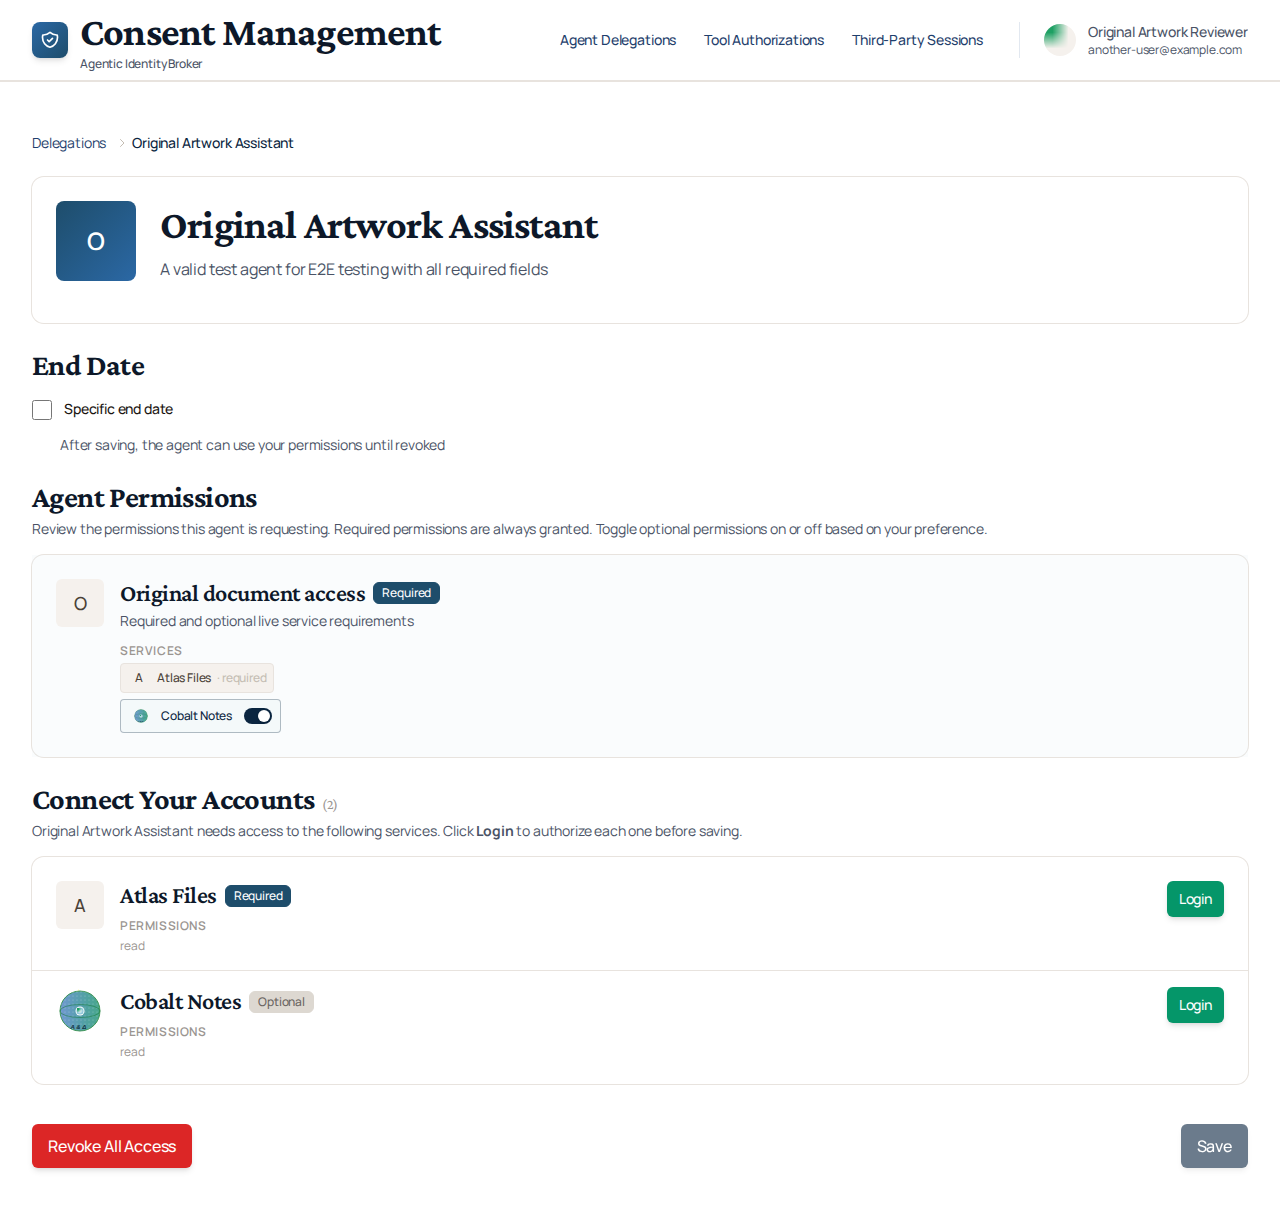 Consent Management
Agentic IdentityBroker
Agent Delegations
Tool Authorizations
Third-Party Sessions
Original Artwork Reviewer
another-user@example.com
Delegations
Original Artwork Assistant
O
Original Artwork Assistant
A valid test agent for E2E testing with all required fields
End Date
Specific end date
After saving, the agent can use your permissions until revoked
Agent Permissions
Review the permissions this agent is requesting. Required permissions are always granted. Toggle optional permissions on or off based on your preference.
O
Original document access
Required
Required and optional live service requirements
SERVICES
A Atlas Files · required
Cobalt Notes
Connect Your Accounts (2)
Original Artwork Assistant needs access to the following services. Click Login to authorize each one before saving.
A
Atlas Files
Required
Login
PERMISSIONS
read
Cobalt Notes
Optional
Login
PERMISSIONS
read
Revoke All Access
Save